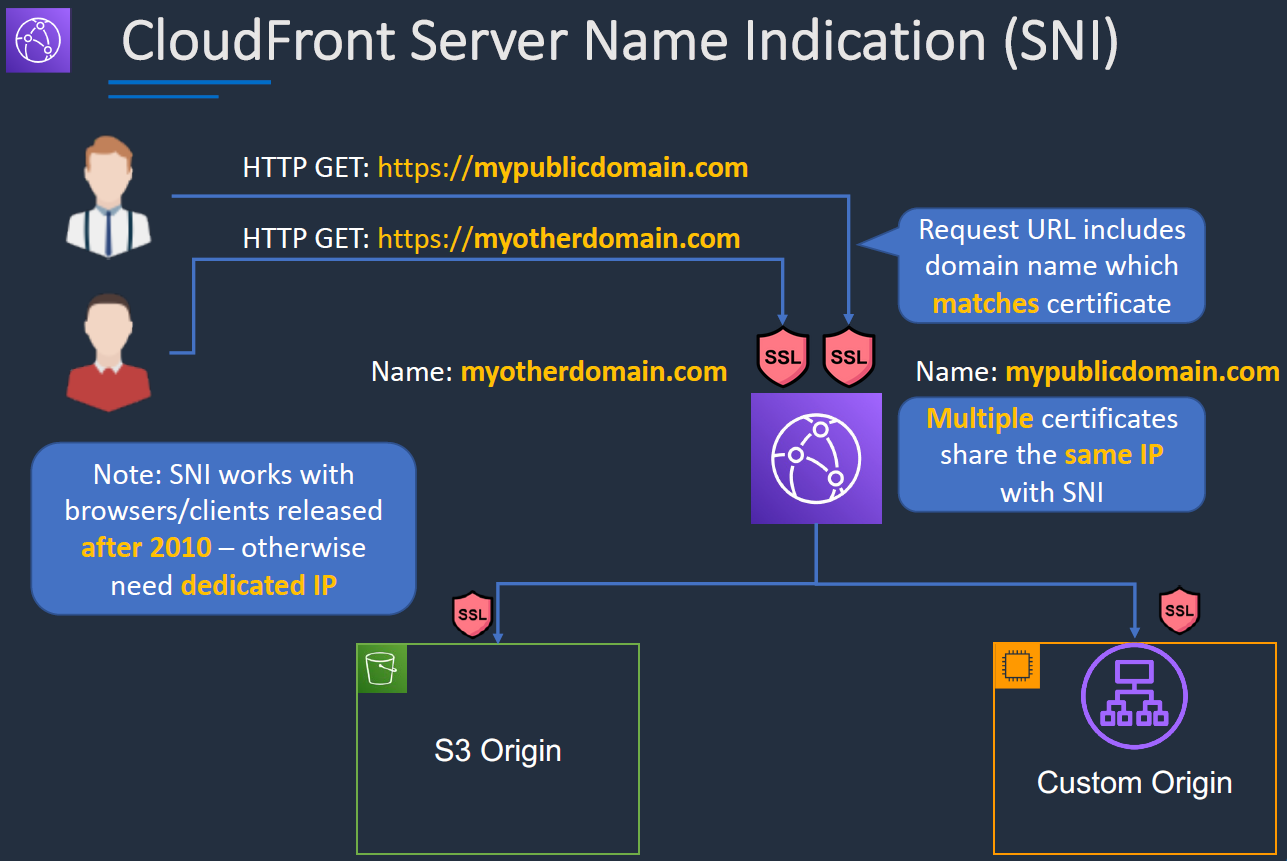 CloudFront Server Name Indication (SNI)
HTTP GET: https://mypublicdomain.com
HTTP GET: https://myotherdomain.com
Request URL includes
domain name which
matches certificate
SSL
SSL
Name: myotherdomain.com
Name: mypublicdomain.com
Multiple certificates
share the same IP
with SNI
Note: SNI works with
browsers/clients released
after 2010 – otherwise
need dedicated IP
SSL
SSL
S3 Origin
Custom Origin